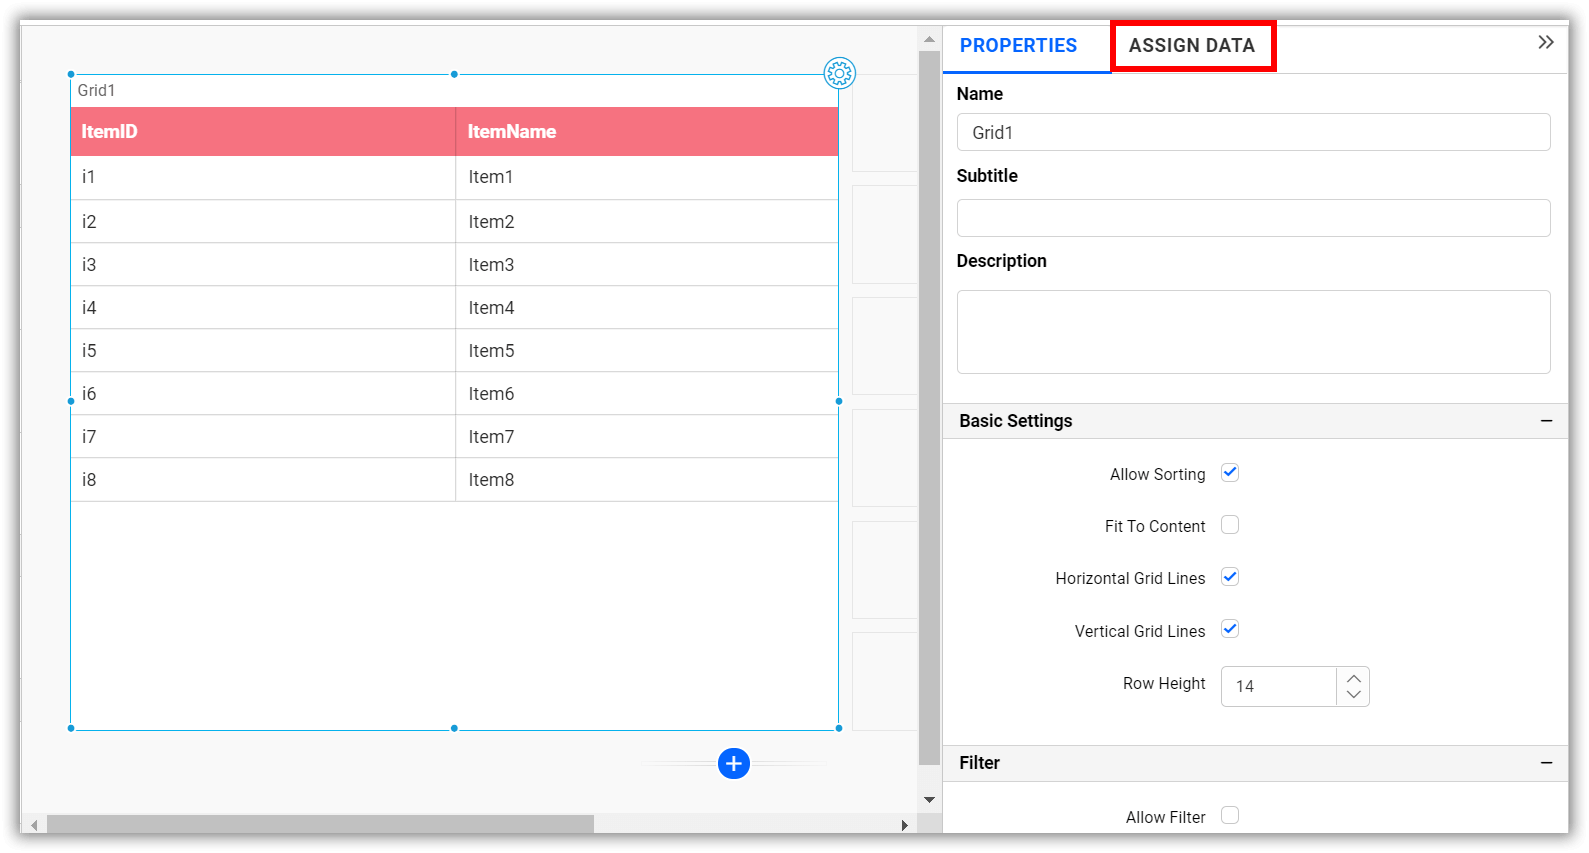 Grid1
ItemID ItemName
i1 Item1
i2 Item2
i3 Item3
i4 Item4
i5 Item5
i6 Item6
i7 Item7
i8 Item8
PROPERTIES ASSIGN DATA
Name
Grid1
Subtitle
Description
Basic Settings
Allow Sorting
Fit To Content
Horizontal Grid Lines
Vertical Grid Lines
Row Height 14
Filter
Allow Filter